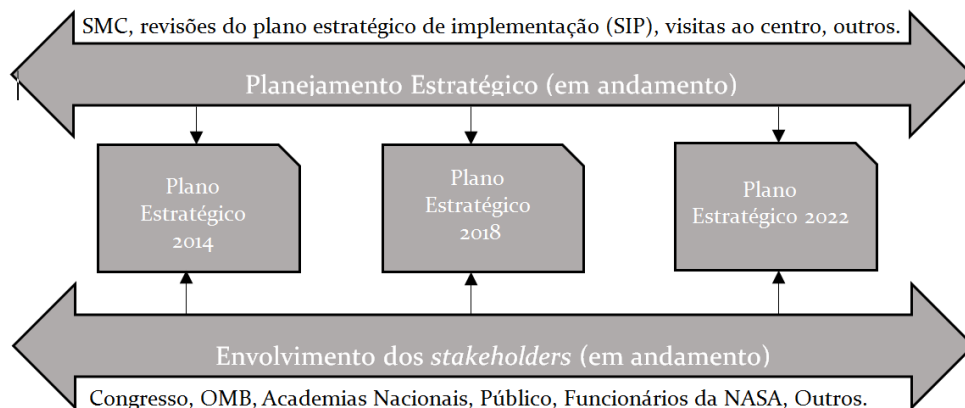 SMC, revisões do plano estratégico de implementação (SIP), visitas ao centro, outros.
Planejamento Estratégico (em andamento)
Plano
Estratégico
2014
Plano
Estratégico
2018
Plano
Estratégico 2022
Envolvimento dos stakeholders (em andamento)
Congresso, OMB, Academias Nacionais, Público, Funcionários da NASA, Outros.